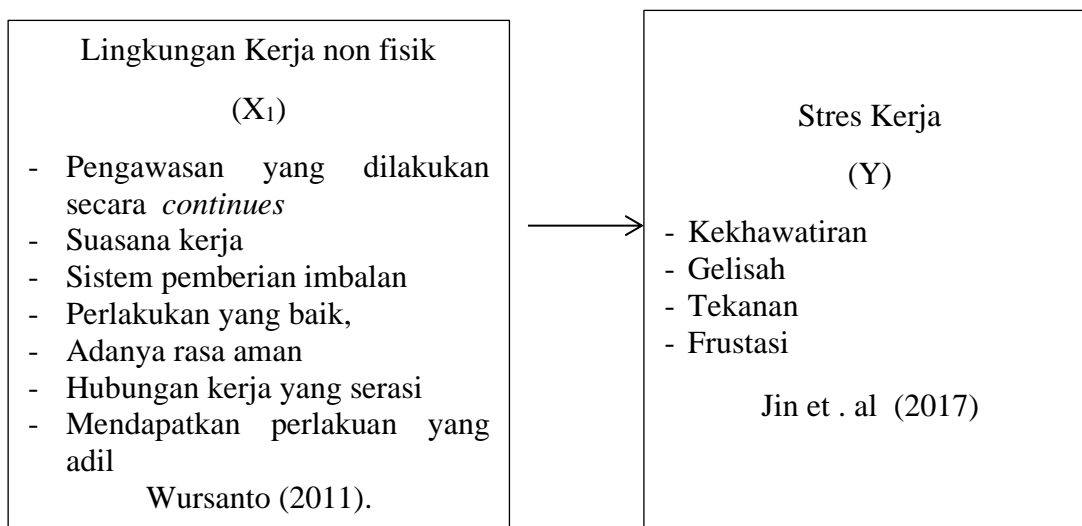 Lingkungan Kerja non fisik
(X₁)
- Pengawasan yang dilakukan
secara continues
- Suasana kerja
- Sistem pemberian imbalan
- Perlakukan yang baik,
- Adanya rasa aman
- Hubungan kerja yang serasi
- Mendapatkan perlakuan yang
adil
Wursanto (2011).
Stres Kerja
(Y)
- Kekhawatiran
- Gelisah
- Tekanan
- Frustasi
Jin et . al (2017)